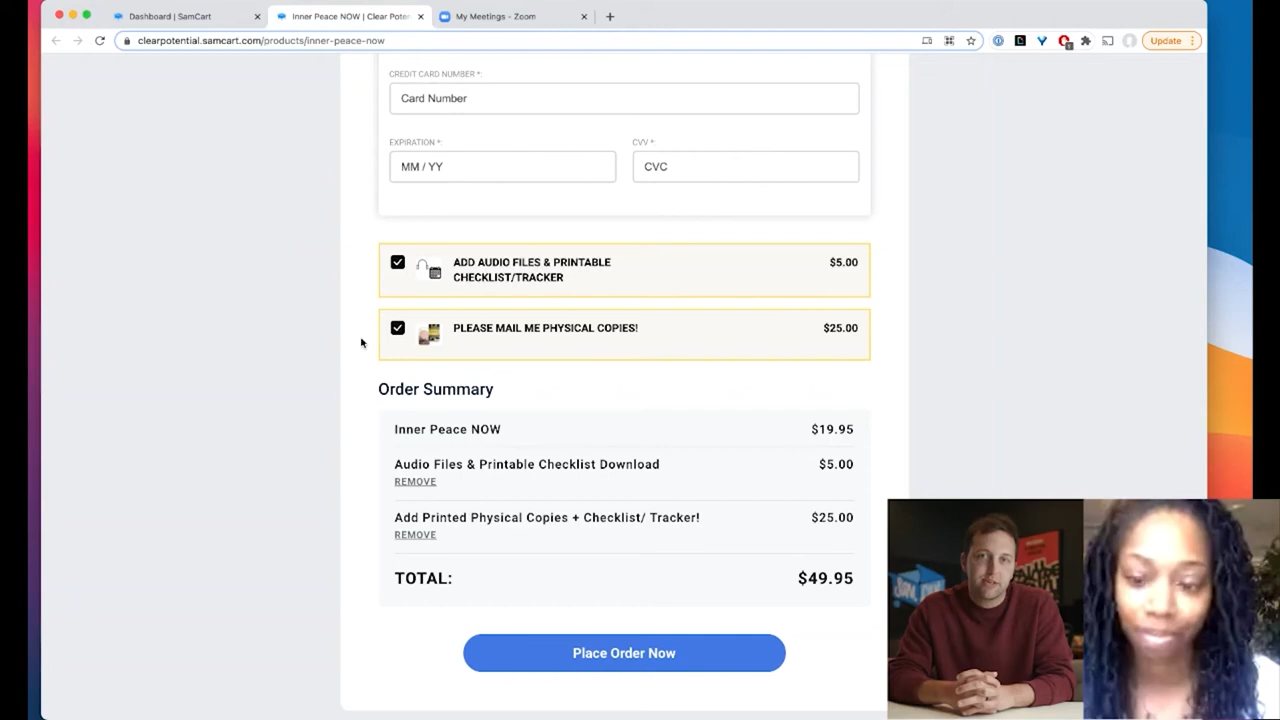 Dashboard | SamCart
Inner Peace NOW | Clear Poten
My Meetings - Zoom
clearpotential.samcart.com/products/inner-peace-now
Update
CREDIT CARD NUMBER *:
Card Number
EXPIRATION *:
CVV *
MM / YY
CVC
ADD AUDIO FILES & PRINTABLE
CHECKLIST/TRACKER
$5.00
PLEASE MAIL ME PHYSICAL COPIES!
$25.00
Order Summary
Inner Peace NOW
$19.95
Audio Files & Printable Checklist Download
$5.00
REMOVE
Add Printed Physical Copies + Checklist/ Tracker!
$25.00
REMOVE
TOTAL:
$49.95
Place Order Now